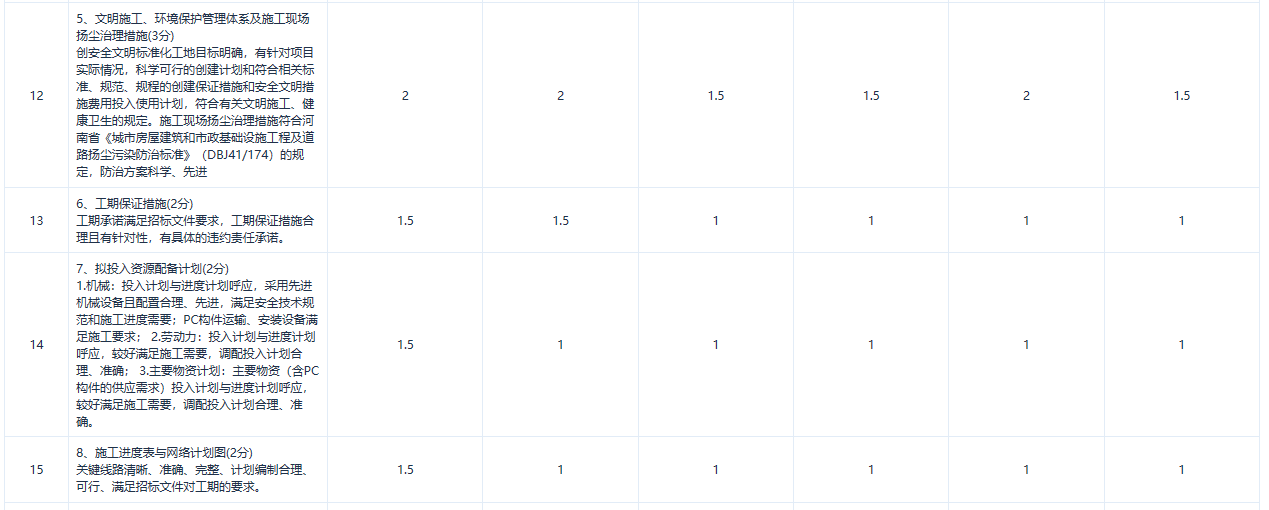 5、文明施工、环境保护管理体系及施工现场
扬尘治理措施(3分)
创安全文明标准化工地目标明确，有针对项目
实际情况，科学可行的创建计划和符合相关标
准、规范、规程的创建保证措施和安全文明措
施费用投入使用计划，符合有关文明施工、健
康卫生的规定。施工现场扬尘治理措施符合河
南省《城市房屋建筑和市政基础设施工程及道
路扬尘污染防治标准》（DBJ41/174）的规
定，防治方案科学、先进
12 2 2 1.5 1.5 2 1.5
6、工期保证措施(2分)
工期承诺满足招标文件要求，工期保证措施合
理且有针对性，有具体的违约责任承诺。
13 1.5 1.5 1 1 1 1
7、拟投入资源配备计划(2分)
1.机械：投入计划与进度计划呼应，采用先进
机械设备且配置合理、先进，满足安全技术规
范和施工进度需要；PC构件运输、安装设备满
足施工要求； 2.劳动力：投入计划与进度计划
呼应，较好满足施工需要，调配投入计划合
理、准确； 3.主要物资计划：主要物资（含PC
构件的供应需求）投入计划与进度计划呼应，
较好满足施工需要，调配投入计划合理、准
确。
14 1.5 1 1 1 1 1
8、施工进度表与网络计划图(2分)
关键线路清晰、准确、完整、计划编制合理、
可行、满足招标文件对工期的要求。
15 1.5 1 1 1 1 1